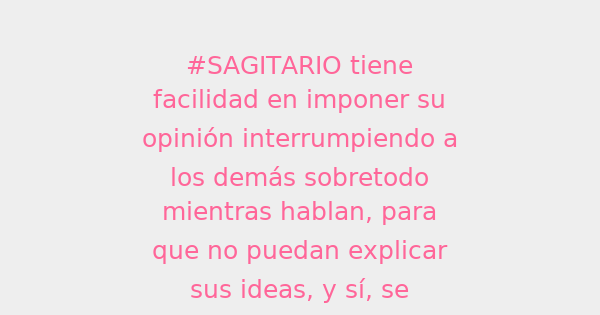 #SAGITARIO tiene
facilidad en imponer su
opinión interrumpiendo a
los demás sobretodo
mientras hablan, para
que no puedan explicar
sus ideas, y sí, se